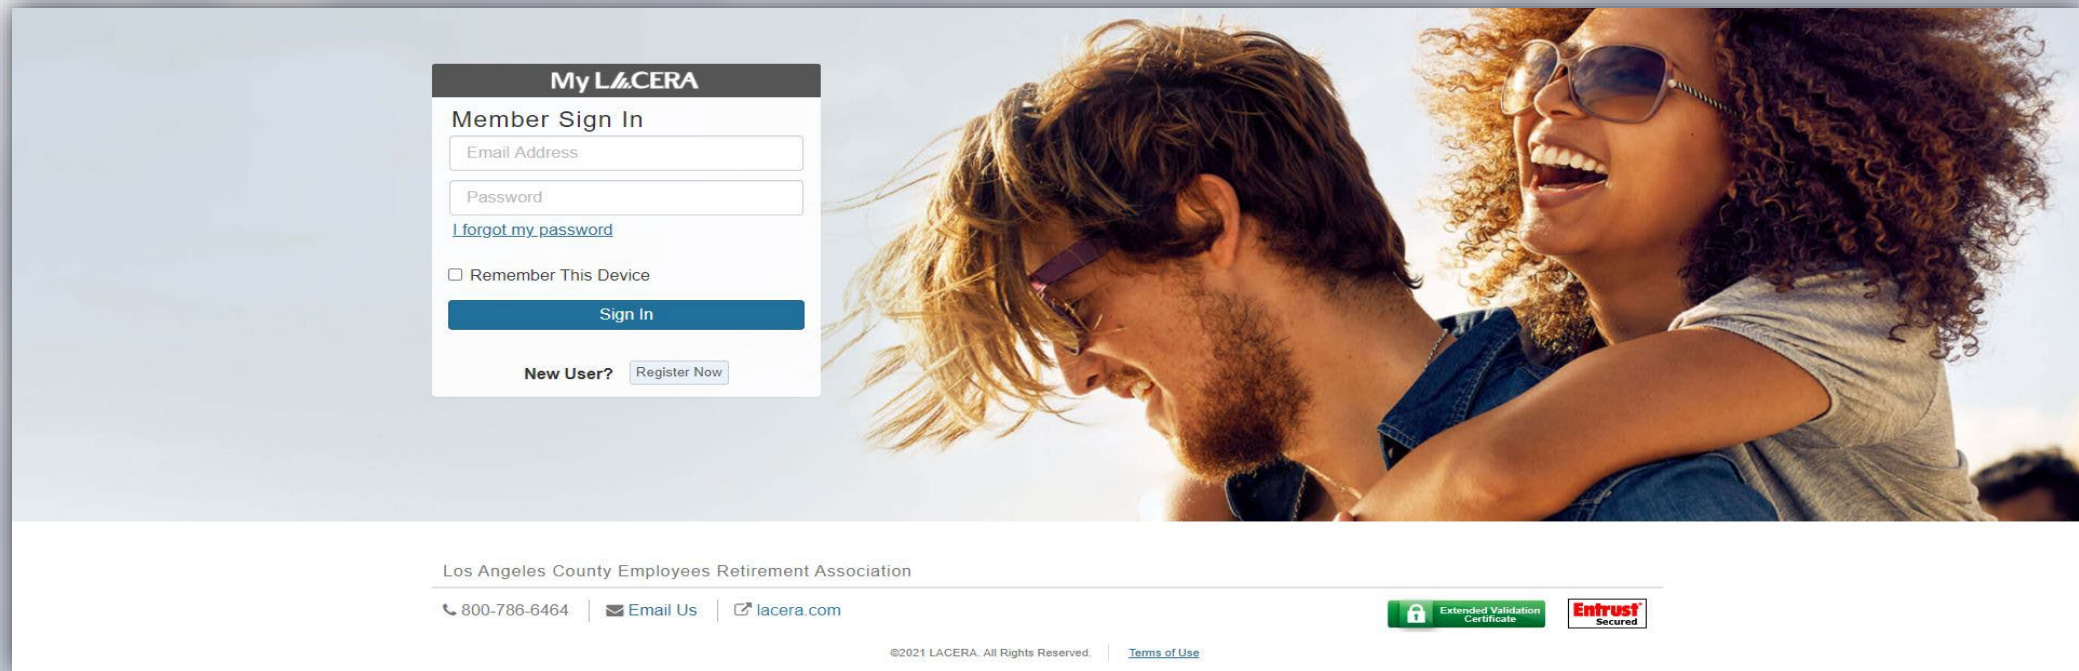 My LACERA
Member Sign In
Email Address
Password
I forgot my password
Remember This Device
Sign In
New User? Register Now
Los Angeles County Employees Retirement Association
800-786-6464 Email Us lacera.com
Extended Validation
Certificate
Entrust
Secured
©2021 LACERA. All Rights Reserved. Terms of Use